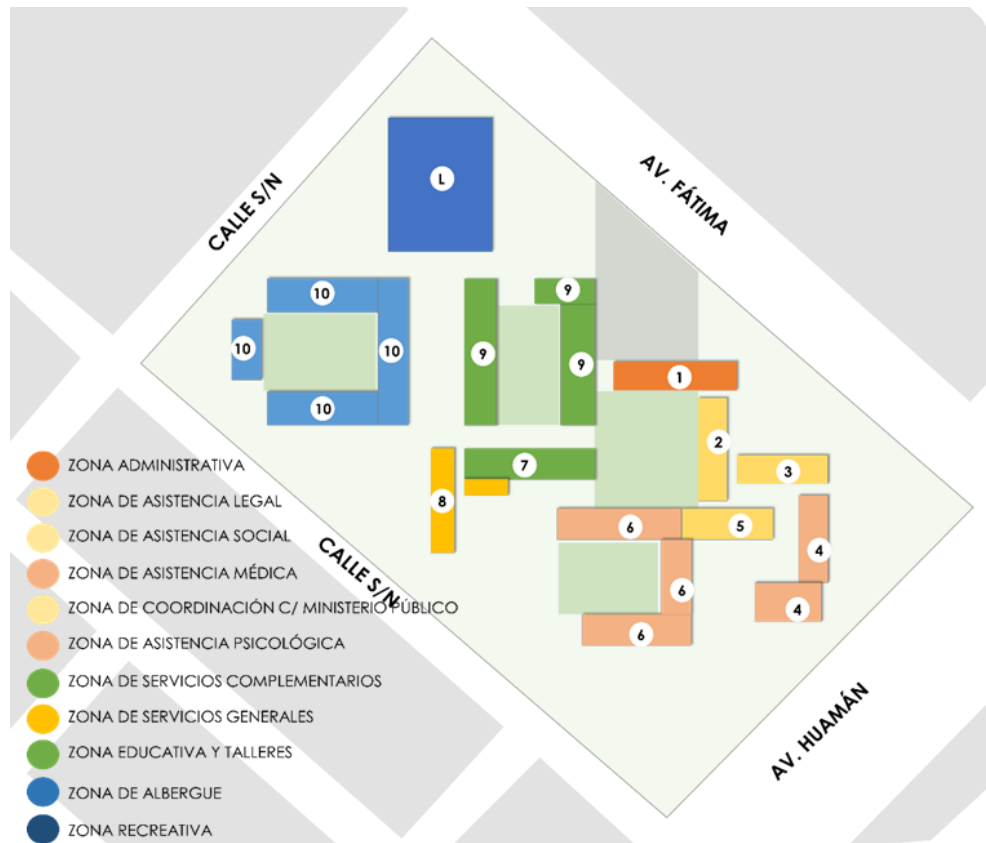 CALLE S/N
AV. FÁTIMA
L
10
10
10
10
9
9
9
1
2
3
7
8
6
5
4
6
4
6
CALLE S/N
AV. HUAMÁN
ZONA ADMINISTRATIVA
ZONA DE ASISTENCIA LEGAL
ZONA DE ASISTENCIA SOCIAL
ZONA DE ASISTENCIA MÉDICA
ZONA DE COORDINACIÓN C/ MINISTERIO PÚBLICO
ZONA DE ASISTENCIA PSICOLÓGICA
ZONA DE SERVICIOS COMPLEMENTARIOS
ZONA DE SERVICIOS GENERALES
ZONA EDUCATIVA Y TALLERES
ZONA DE ALBERGUE
ZONA RECREATIVA